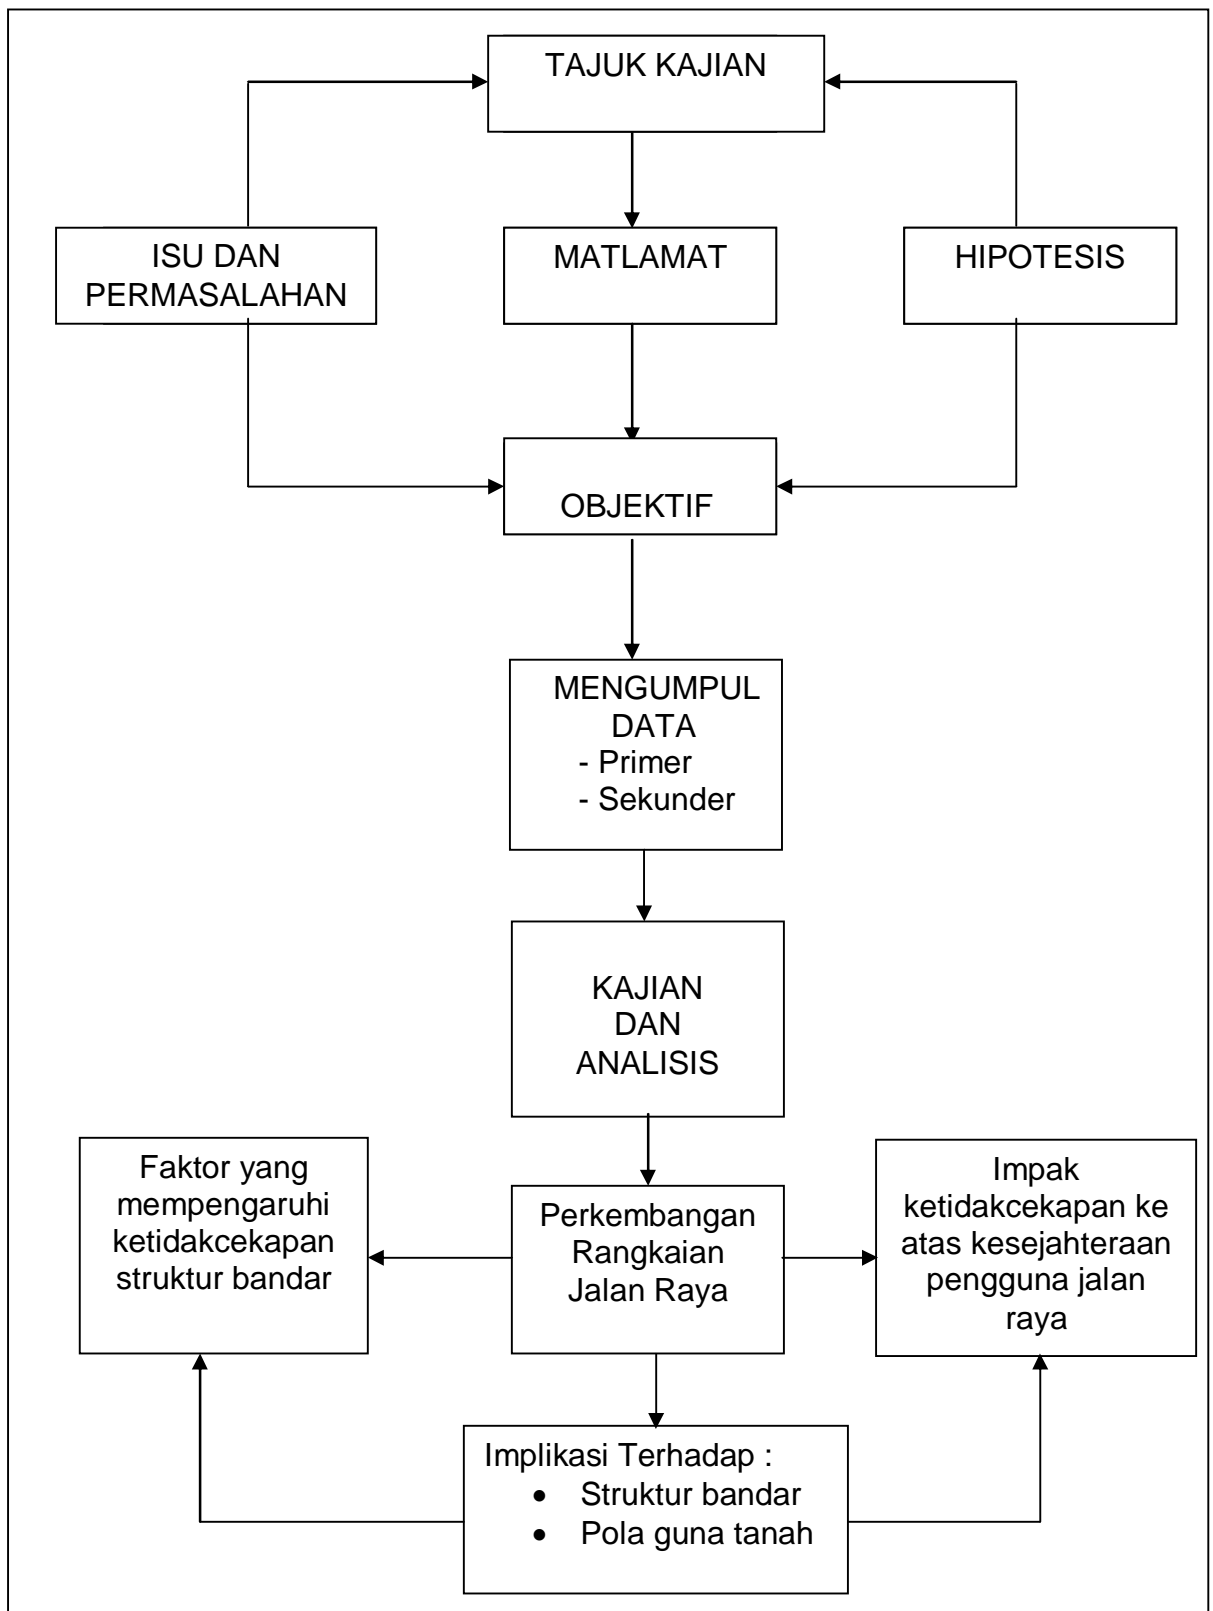 TAJUK KAJIAN
ISU DAN
PERMASALAHAN
MATLAMAT
HIPOTESIS
OBJEKTIF
MENGUMPUL
DATA
- Primer
- Sekunder
KAJIAN
DAN
ANALISIS
Faktor yang
mempengaruhi
ketidakcekapan
struktur bandar
Perkembangan
Rangkaian
Jalan Raya
Impak
ketidakcekapan ke
atas kesejahteraan
pengguna jalan
raya
Implikasi Terhadap :
• Struktur bandar
• Pola guna tanah